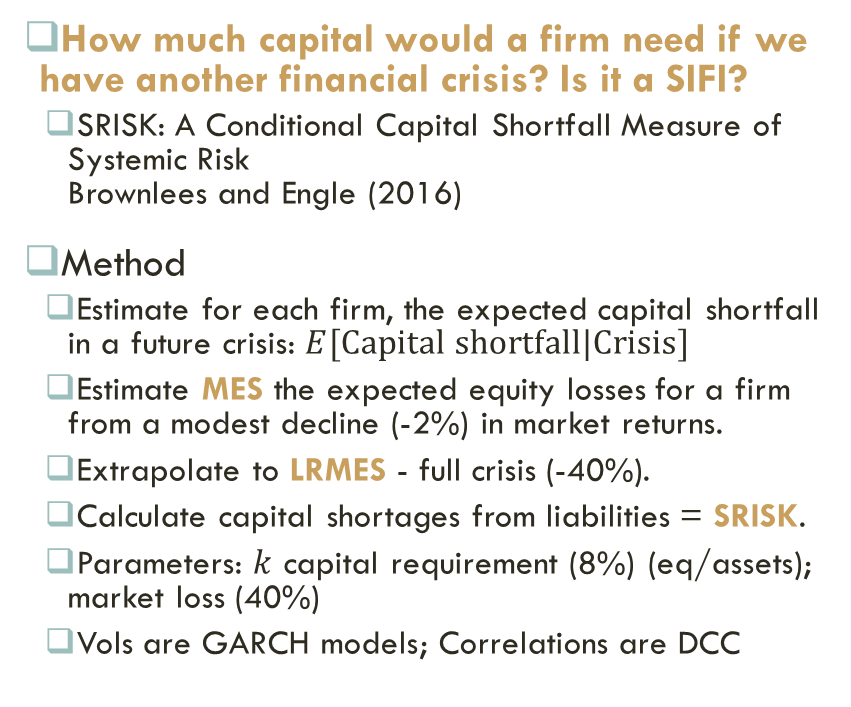 How much capital would a firm need if we
have another financial crisis? Is it a SIFI?
SRISK: A Conditional Capital Shortfall Measure of
Systemic Risk
Brownlees and Engle (2016)
Method
Estimate for each firm, the expected capital shortfall
in a future crisis: E[Capital shortfall|Crisis]
Estimate MES the expected equity losses for a firm
from a modest decline (-2%) in market returns.
Extrapolate to LRMES - full crisis (-40%).
Calculate capital shortages from liabilities = SRISK.
Parameters: k capital requirement (8%) (eq/assets);
market loss (40%)
Vols are GARCH models; Correlations are DCC